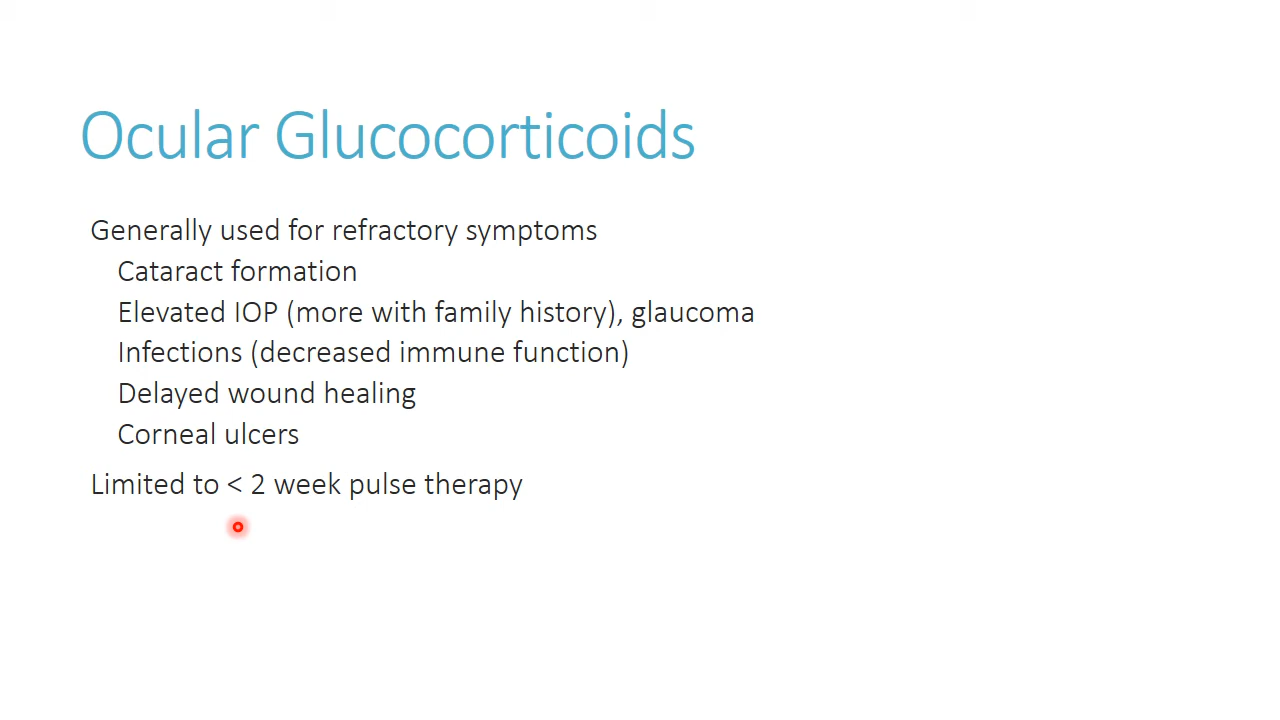 Ocular Glucocorticoids
Generally used for refractory symptoms
Cataract formation
Elevated IOP (more with family history), glaucoma
Infections (decreased immune function)
Delayed wound healing
Corneal ulcers
Limited to < 2 week pulse therapy